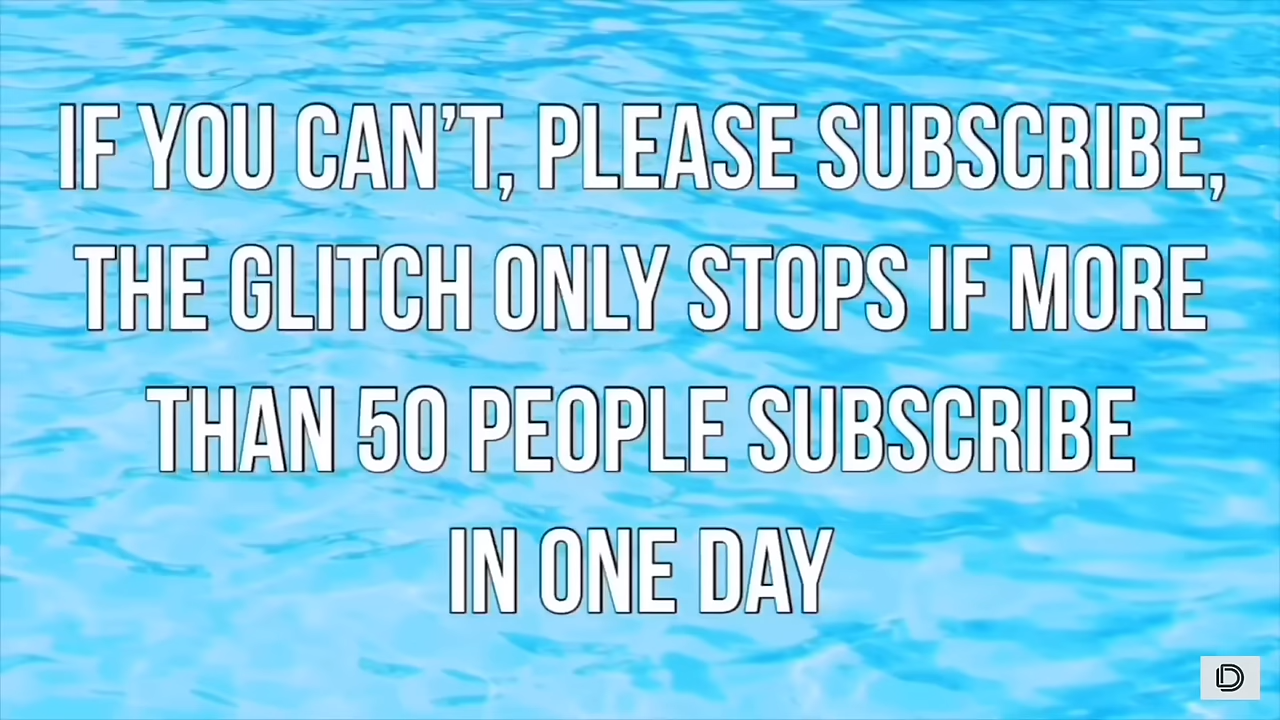 IF YOU CAN'T, PLEASE SUBSCRIBE,
THE GLITCH ONLY STOPS IF MORE
THAN 50 PEOPLE SUBSCRIBE
IN ONE DAY
D